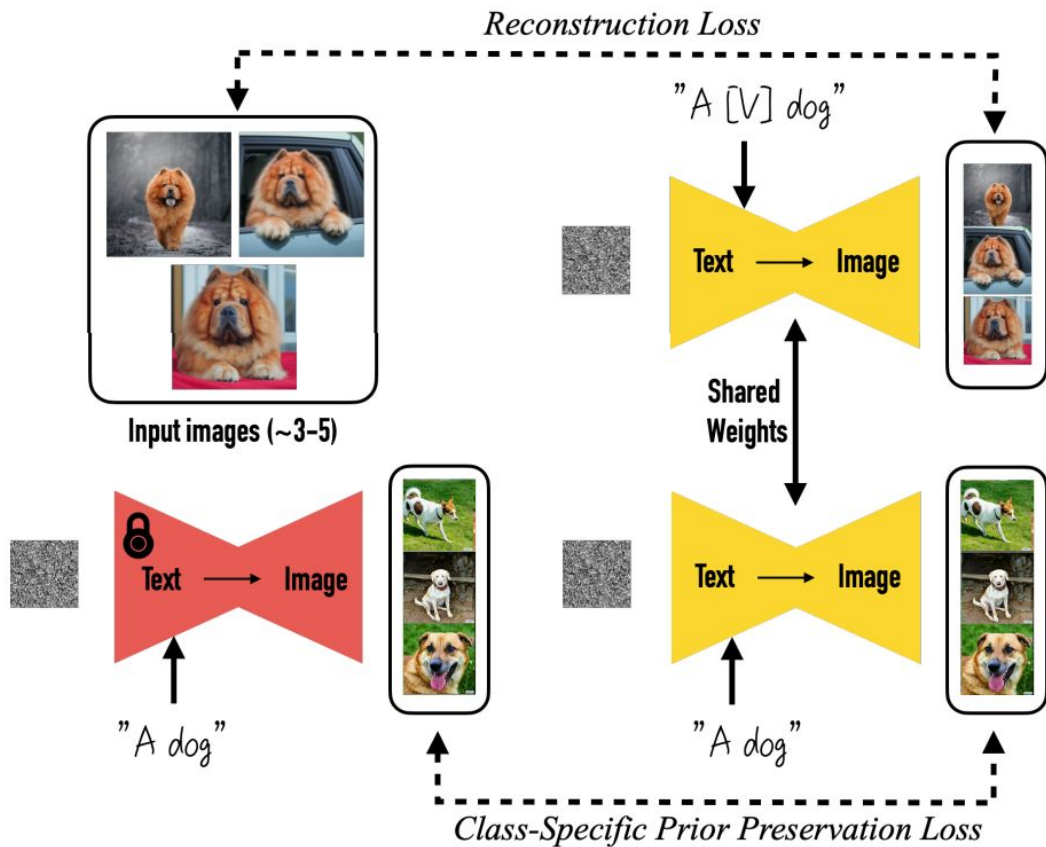 Reconstruction Loss
"A [V] dog"
Text → Image
Input images (~3-5)
Shared
Weights
Text → Image
Text → Image
"A dog"
"A dog"
Class-Specific Prior Preservation Loss